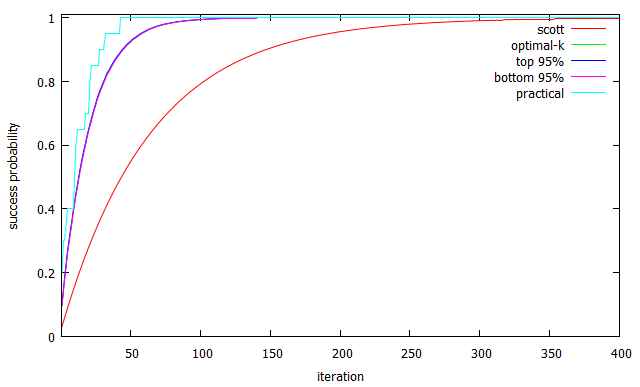 1
0.8
0.6
0.4
0.2
0
success probability
scott
optimal-k
top 95%
bottom 95%
practical
50 100 150 200 250 300 350 400
iteration